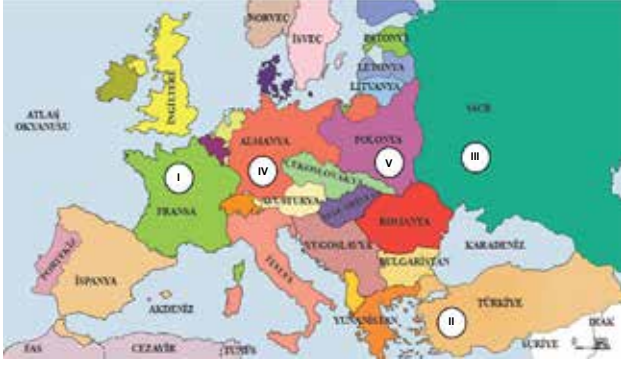 NORVEÇ
İSVEÇ
ESTONYA
LETONYA
LİTVANYA
ATLAS
OKYANUSU
İNGİLTERE
ALMANYA
POLONYA
SSCB
I
IV
V
III
ÇEKOSLOVAKYA
FRANSA
AVUSTURYA
MACARİSTAN
ROMANYA
YUGOSLAVYA
KARADENİZ
BULGARİSTAN
PORTEKİZ
İSPANYA
İTALYA
AKDENİZ
YUNANİSTAN
II
TÜRKİYE
IRAK
SURİYE
FAS
CEZAYİR
TUNUS
0